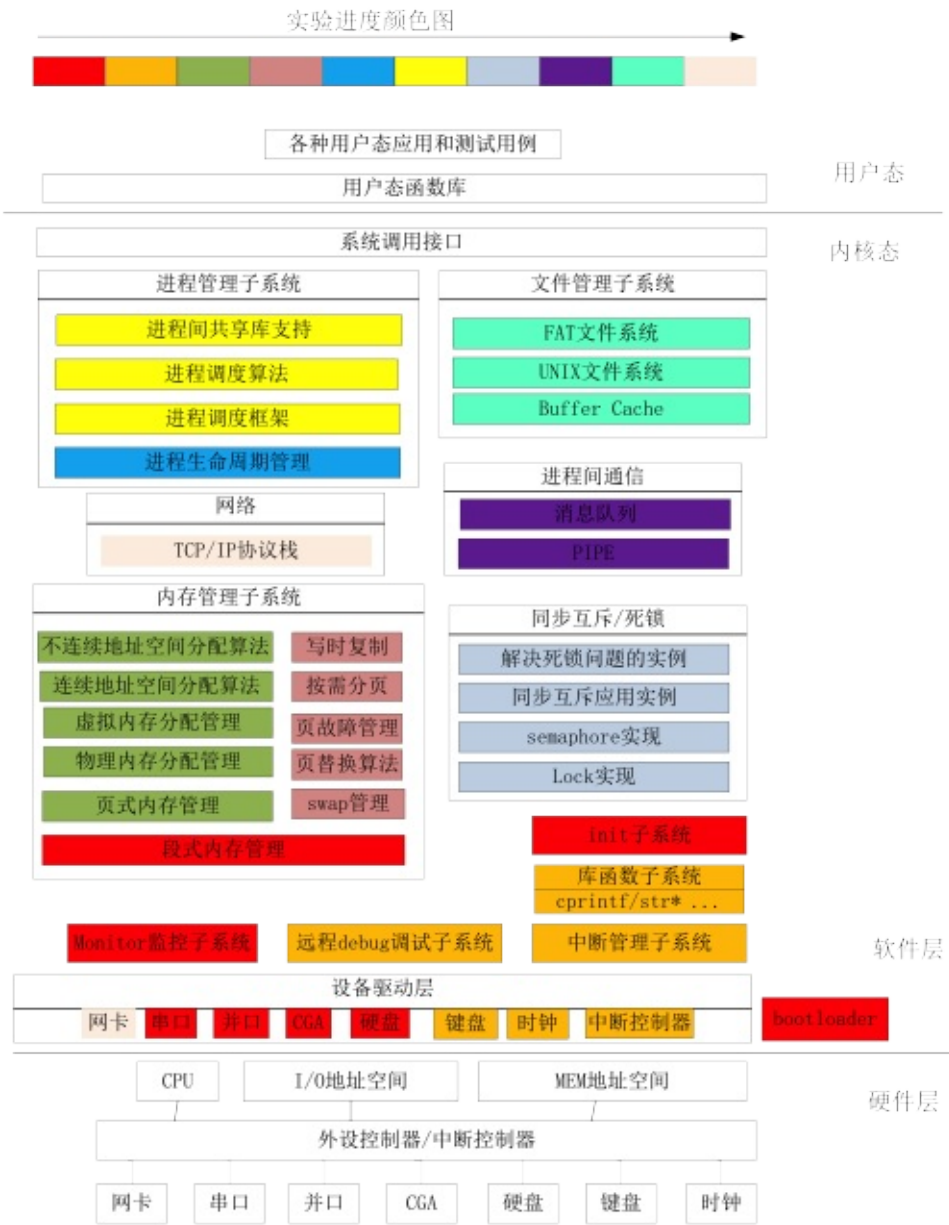 实验进度颜色图
各种用户态应用和测试用例
用户态函数库
用户态
系统调用接口
内核态
进程管理子系统
进程间共享库支持
进程调度算法
进程调度框架
进程生命周期管理
文件管理子系统
FAT文件系统
UNIX文件系统
Buffer Cache
网络
TCP/IP协议栈
进程间通信
消息队列
PIPE
内存管理子系统
不连续地址空间分配算法
连续地址空间分配算法
虚拟内存分配管理
物理内存分配管理
页式内存管理
写时复制
按需分页
页故障管理
页替换算法
swap管理
段式内存管理
同步互斥/死锁
解决死锁问题的实例
同步互斥应用实例
semaphore实现
Lock实现
init子系统
库函数子系统
cprintf/str* ...
Monitor监控子系统
远程debug调试子系统
中断管理子系统
软件层
设备驱动层
网卡
串口
并口
CGA
硬盘
键盘
时钟
中断控制器
bootloader
CPU
I/O地址空间
MEM地址空间
硬件层
外设控制器/中断控制器
网卡
串口
并口
CGA
硬盘
键盘
时钟